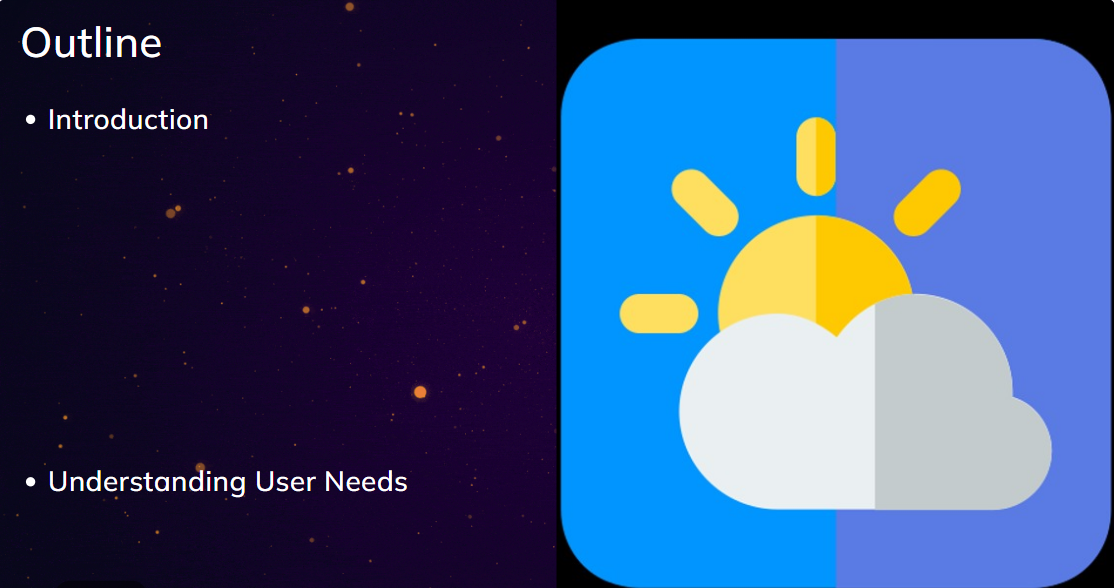 Outline
• Introduction
• Understanding User Needs